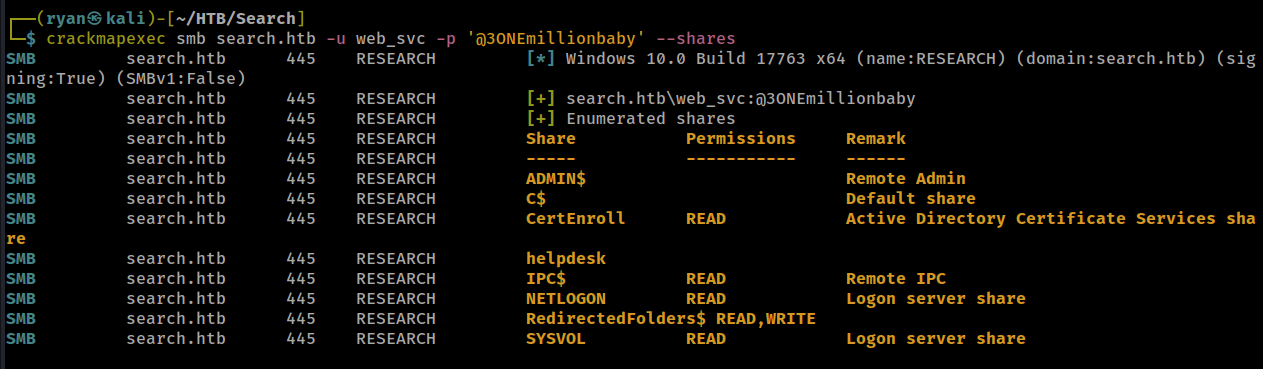 (ryan㉿kali)-[~/HTB/Search]
$ crackmapexec smb search.htb -u web_svc -p '@3ONEmillionbaby' --shares
SMB search.htb 445 RESEARCH [*] Windows 10.0 Build 17763 x64 (name:RESEARCH) (domain:search.htb) (sig
ning:True) (SMBv1:False)
SMB search.htb 445 RESEARCH [+] search.htb\web_svc:@3ONEmillionbaby
SMB search.htb 445 RESEARCH [+] Enumerated shares
SMB search.htb 445 RESEARCH Share Permissions Remark
SMB search.htb 445 RESEARCH ----- ----------- ------
SMB search.htb 445 RESEARCH ADMIN$ Remote Admin
SMB search.htb 445 RESEARCH C$ Default share
SMB search.htb 445 RESEARCH CertEnroll READ Active Directory Certificate Services sha
re
SMB search.htb 445 RESEARCH helpdesk
SMB search.htb 445 RESEARCH IPC$ READ Remote IPC
SMB search.htb 445 RESEARCH NETLOGON READ Logon server share
SMB search.htb 445 RESEARCH RedirectedFolders$ READ,WRITE
SMB search.htb 445 RESEARCH SYSVOL READ Logon server share